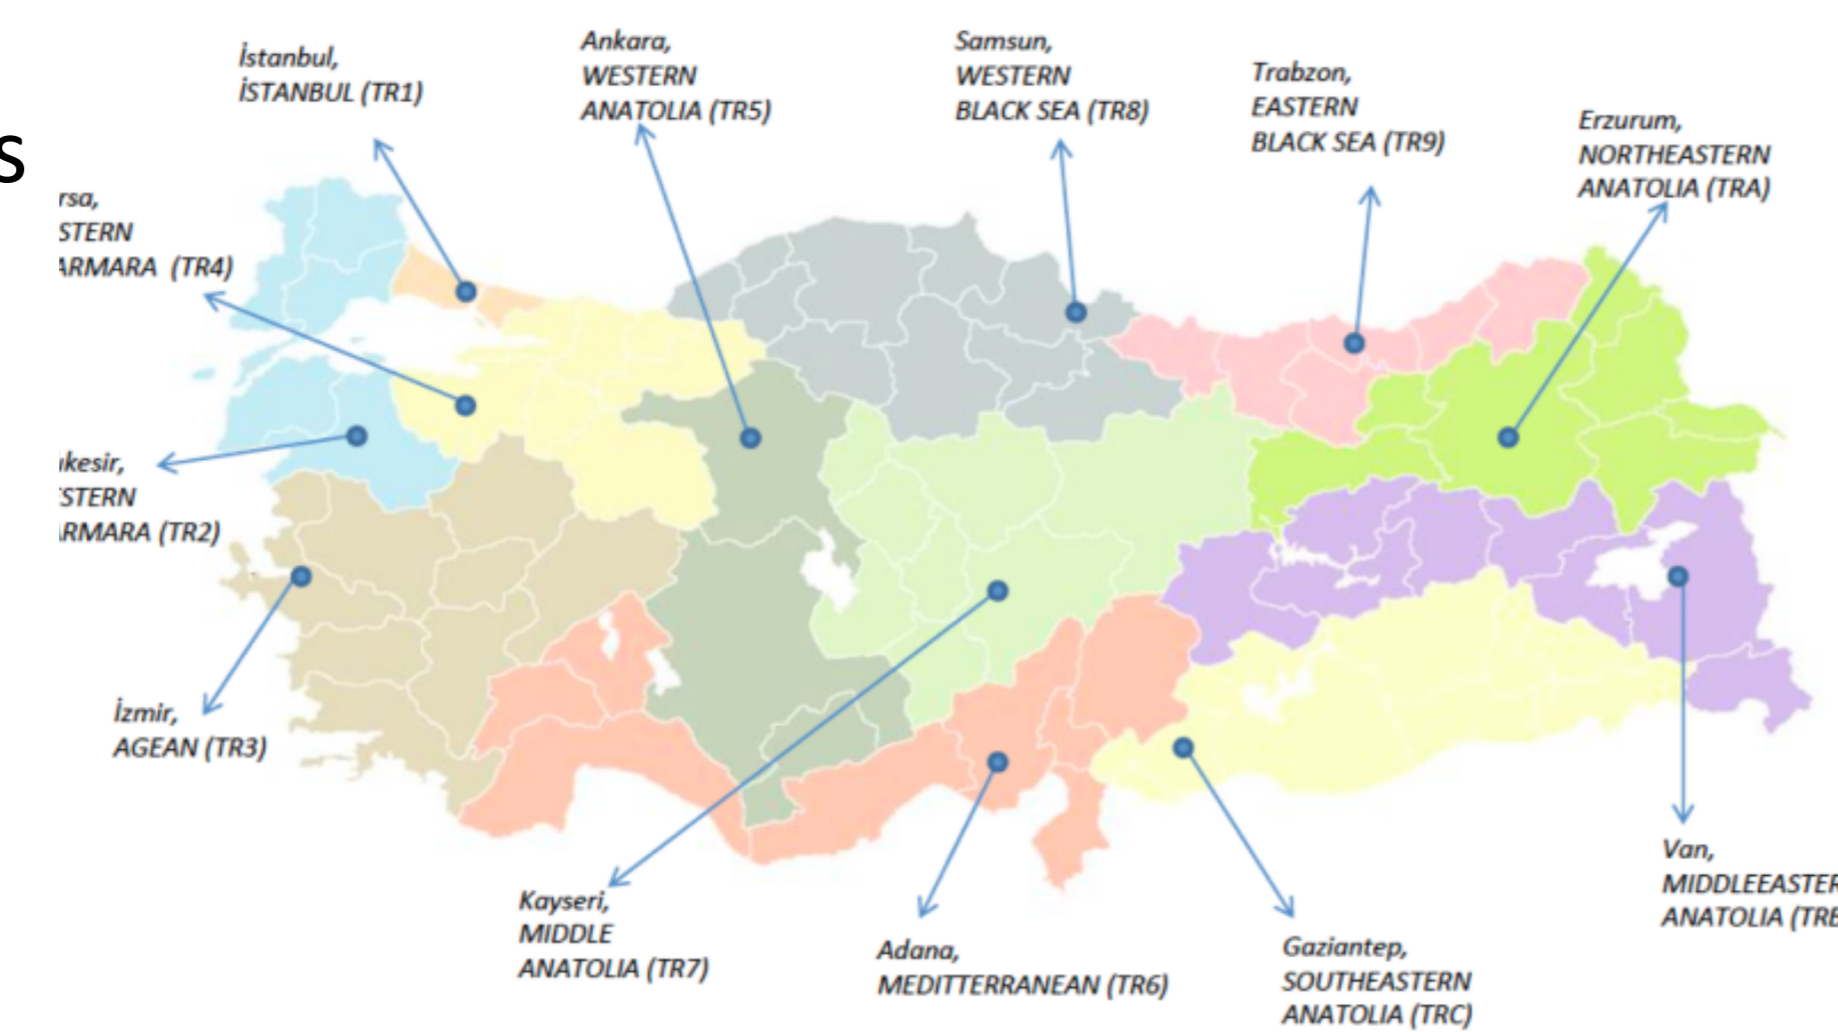 s
İstanbul,
İSTANBUL (TR1)
Ankara,
WESTERN
ANATOLIA (TR5)
Samsun,
WESTERN
BLACK SEA (TR8)
Trabzon,
EASTERN
BLACK SEA (TR9)
Erzurum,
NORTHEASTERN
ANATOLIA (TRA)
rsa,
STERN
ARMARA (TR4)
kesir,
STERN
RMARA (TR2)
İzmir,
AGEAN (TR3)
Kayseri,
MIDDLE
ANATOLIA (TR7)
Adana,
MEDITTERRANEAN (TR6)
Gaziantep,
SOUTHEASTERN
ANATOLIA (TRC)
Van,
MIDDLEEASTER
ANATOLIA (TRB